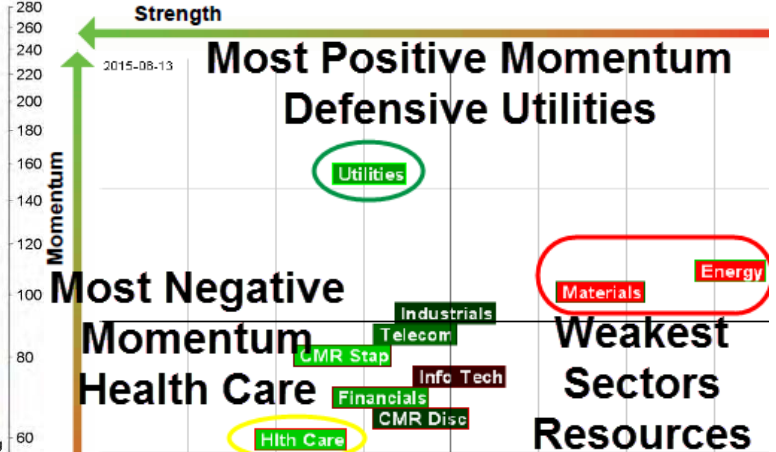 280
260
240
220
200
180
160
140
120
100
80
60
Strength
Momentum
2015-08-13
Most Positive Momentum
Defensive Utilities
Utilities
Energy
Materials
Most Negative
Momentum
Health Care
Industrials
Telecom
CMR Stap
Info Tech
Financials
CMR Disc
Hlth Care
Weakest
Sectors
Resources